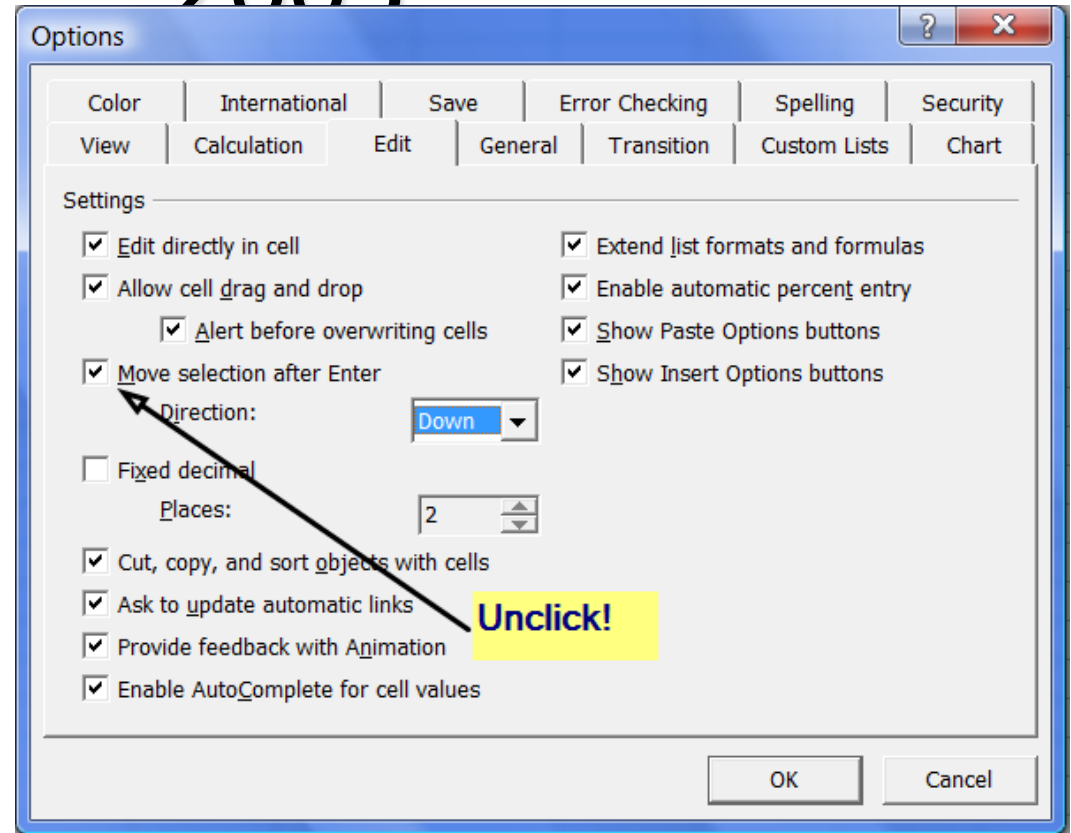 Options
Color International Save Error Checking Spelling Security
View Calculation Edit General Transition Custom Lists Chart
Settings
Edit directly in cell
Allow cell drag and drop
Alert before overwriting cells
Move selection after Enter
Direction: Down
Fixed decimal
Places: 2
Cut, copy, and sort objects with cells
Ask to update automatic links
Provide feedback with Animation
Enable AutoComplete for cell values
Extend list formats and formulas
Enable automatic percent entry
Show Paste Options buttons
Show Insert Options buttons
Unclick!
OK Cancel